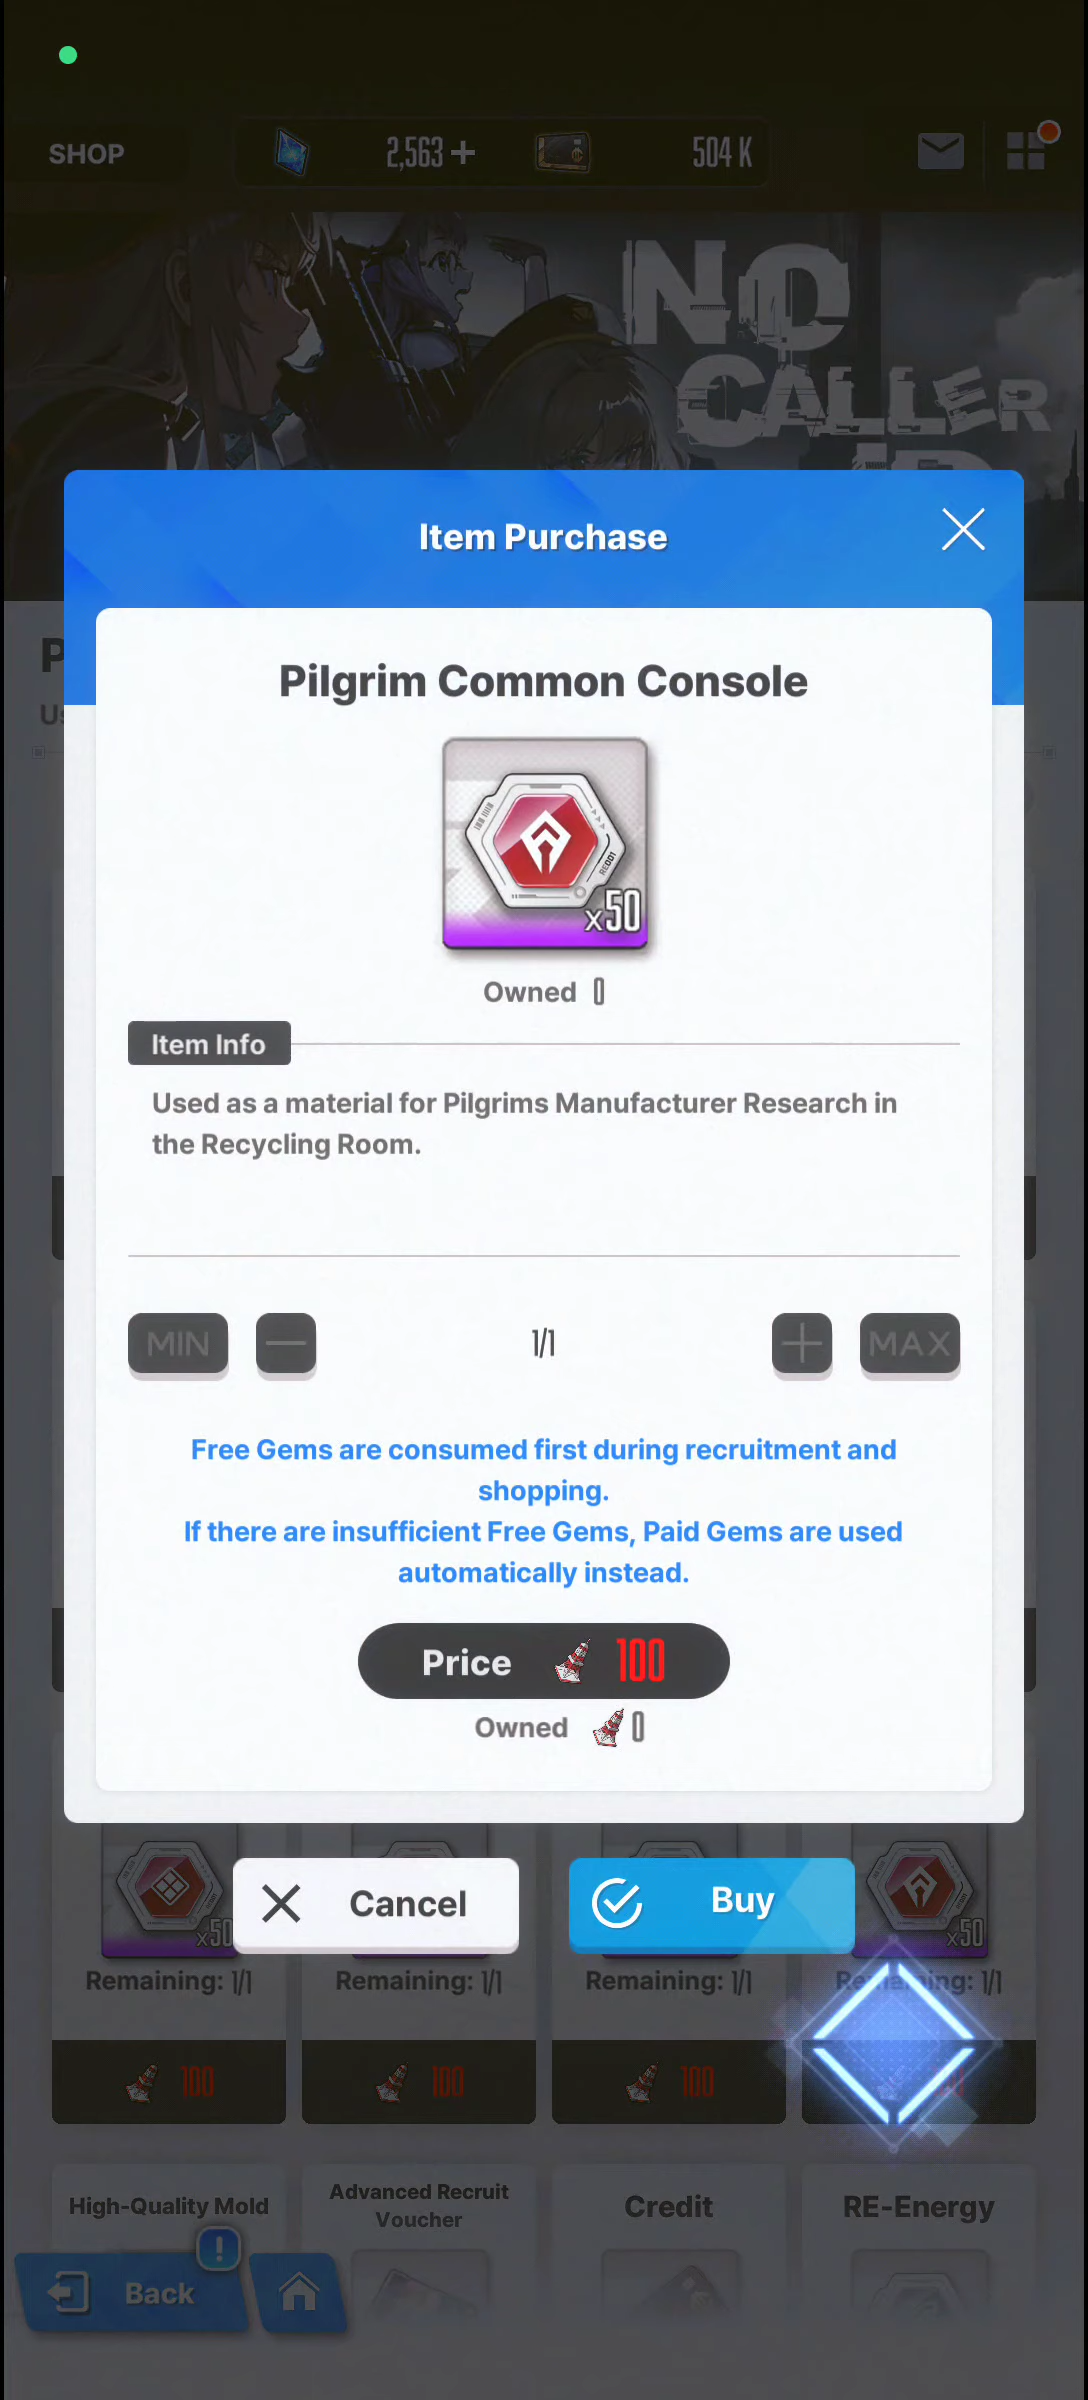 SHOP
2,563 +
504 K
NO
CALLER
Item Purchase
Pilgrim Common Console
x50
Owned 0
Item Info
Used as a material for Pilgrims Manufacturer Research in
the Recycling Room.
MIN
1/1
MAX
Free Gems are consumed first during recruitment and
shopping.
If there are insufficient Free Gems, Paid Gems are used
automatically instead.
Price 100
Owned 0
x50
x50
Cancel
Buy
Remaining: 1/1
Remaining: 1/1
Remaining: 1/1
Remaining: 1/1
100
100
100
High-Quality Mold
Advanced Recruit
Voucher
Credit
RE-Energy
Back